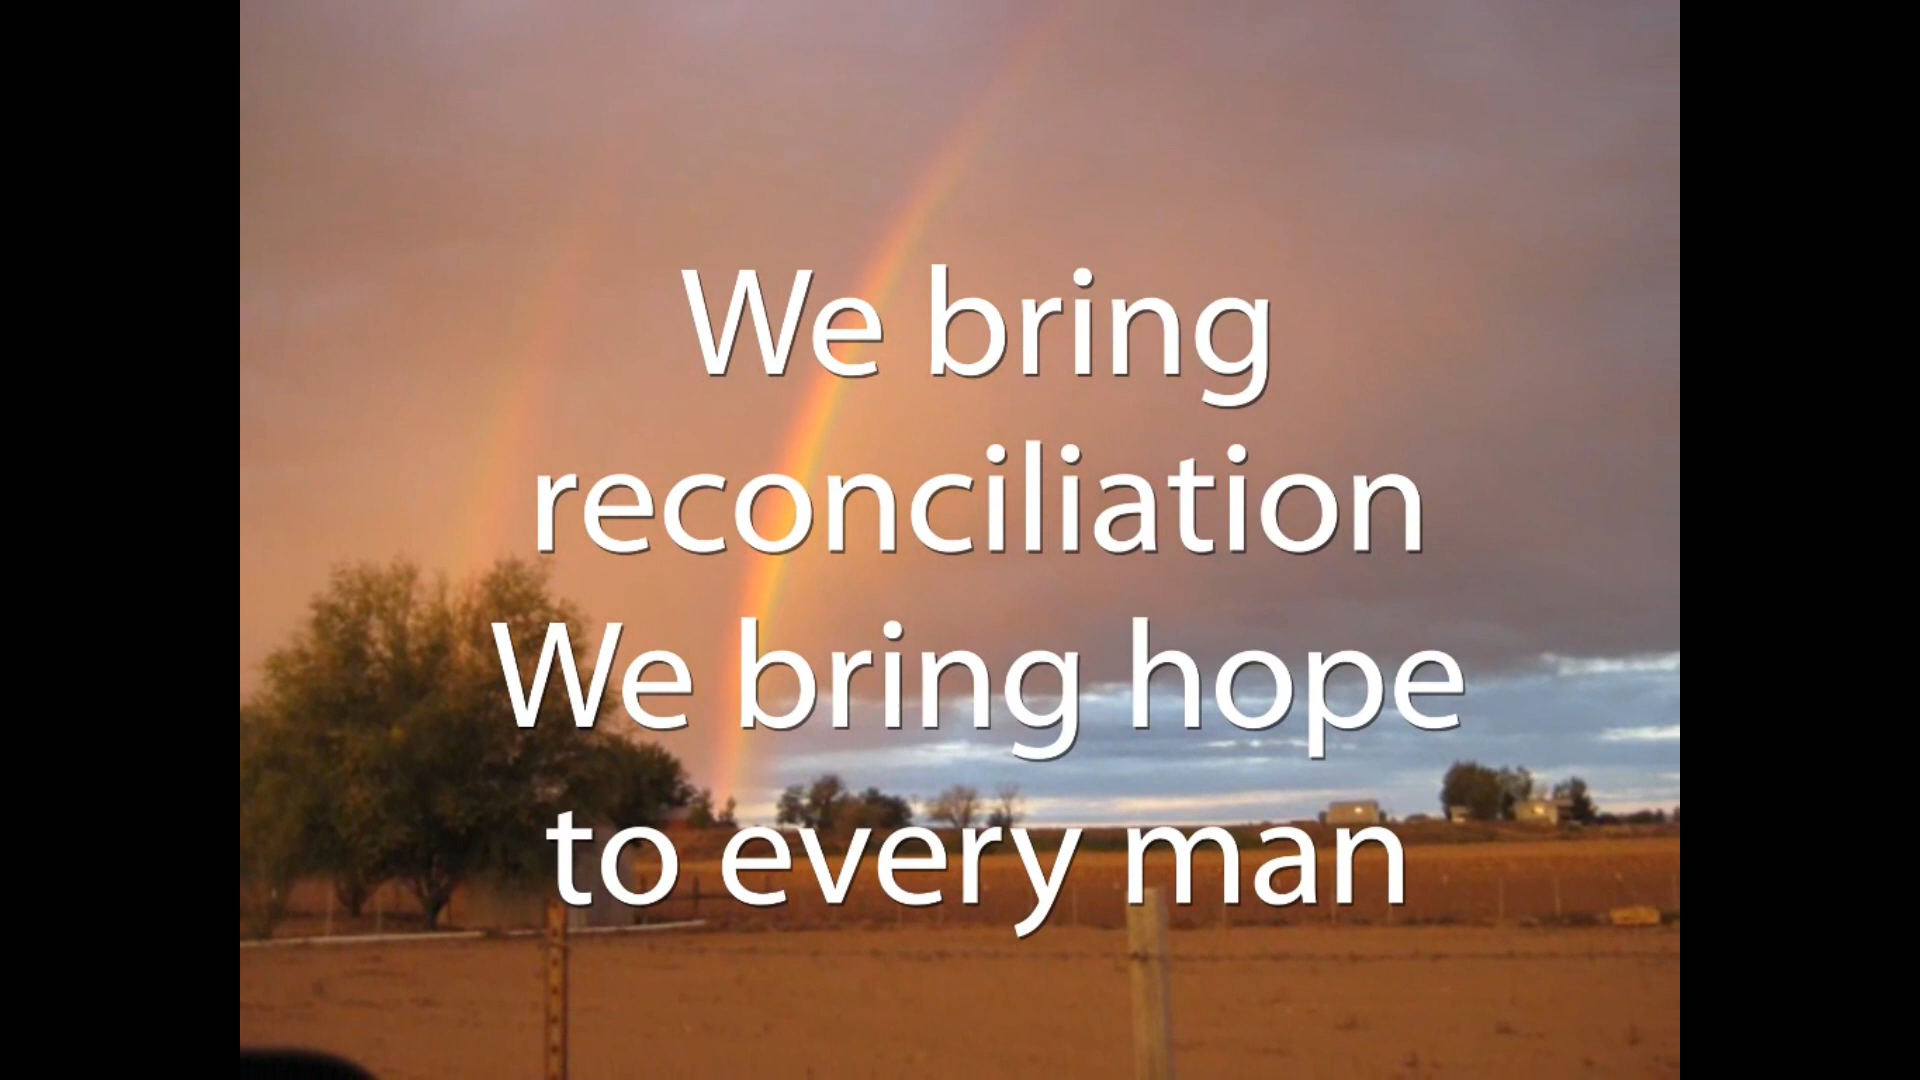 We bring
reconciliation
We bring hope
to every man